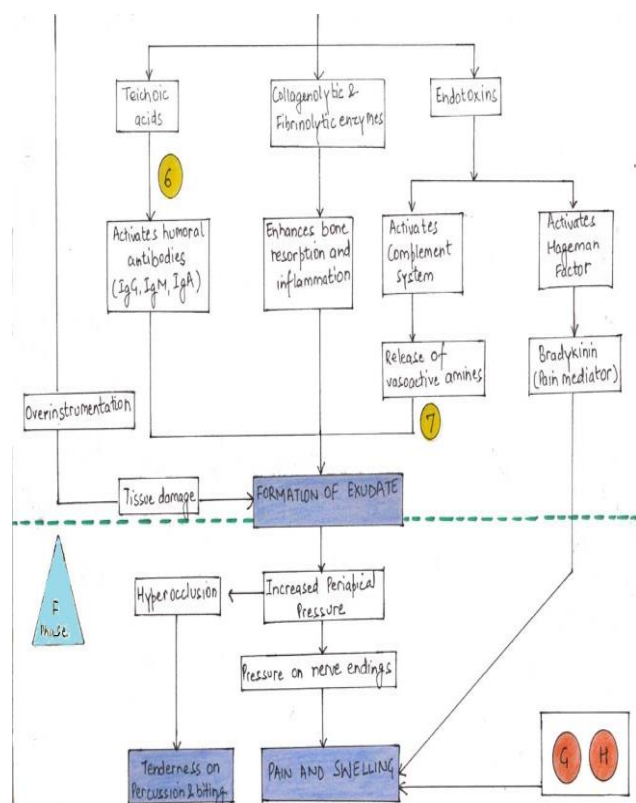 Teichoic
acids
Collagenolytic &
Fibrinolytic enzymes
Endotoxins
6
Activates humoral
antibodies
(IgG, IgM, IgA)
Enhances bone
resorption and
inflammation
Activates
Complement
System
Activates
Hageman
Factor
Release of
vasoactive amines
Bradykinin
(Pain mediator)
7
Overinstrumentation
Tissue damage
FORMATION OF EXUDATE
F
Phase
Hyperocclusion
Increased Periapical
Pressure
Pressure on nerve endings
Tenderness on
Percussion & biting
PAIN AND SWELLING
G H